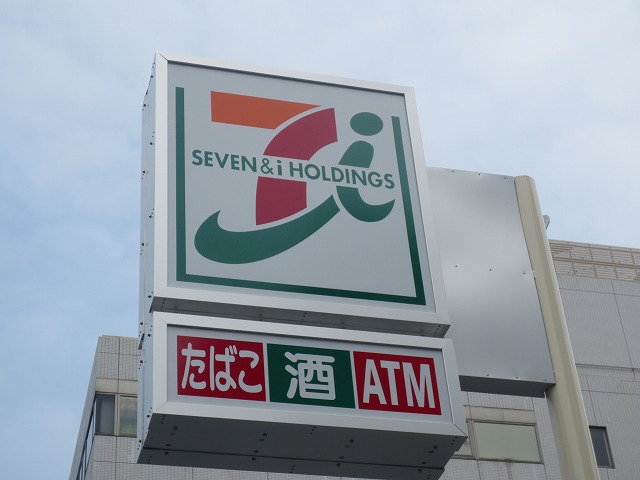 SEVEN & i HOLDINGS
たばこ 酒 ATM